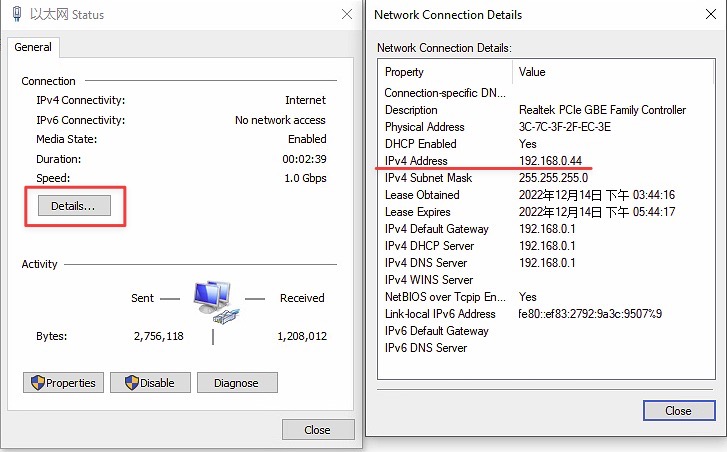 以太网 Status
General
Connection
IPv4 Connectivity: Internet
IPv6 Connectivity: No network access
Media State: Enabled
Duration: 00:02:39
Speed: 1.0 Gbps
Details...
Activity
Sent — Received
Bytes: 2,756,118 | 1,208,012
Properties Disable Diagnose
Close
Network Connection Details
Network Connection Details:
Property Value
Connection-specific DN...
Description Realtek PCIe GBE Family Controller
Physical Address 3C-7C-3F-2F-EC-3E
DHCP Enabled Yes
IPv4 Address 192.168.0.44
IPv4 Subnet Mask 255.255.255.0
Lease Obtained 2022年12月14日 下午 03:44:16
Lease Expires 2022年12月14日 下午 05:44:17
IPv4 Default Gateway 192.168.0.1
IPv4 DHCP Server 192.168.0.1
IPv4 DNS Server 192.168.0.1
IPv4 WINS Server
NetBIOS over Tcpip En... Yes
Link-local IPv6 Address fe80::ef83:2792:9a3c:9507%9
IPv6 Default Gateway
IPv6 DNS Server
Close